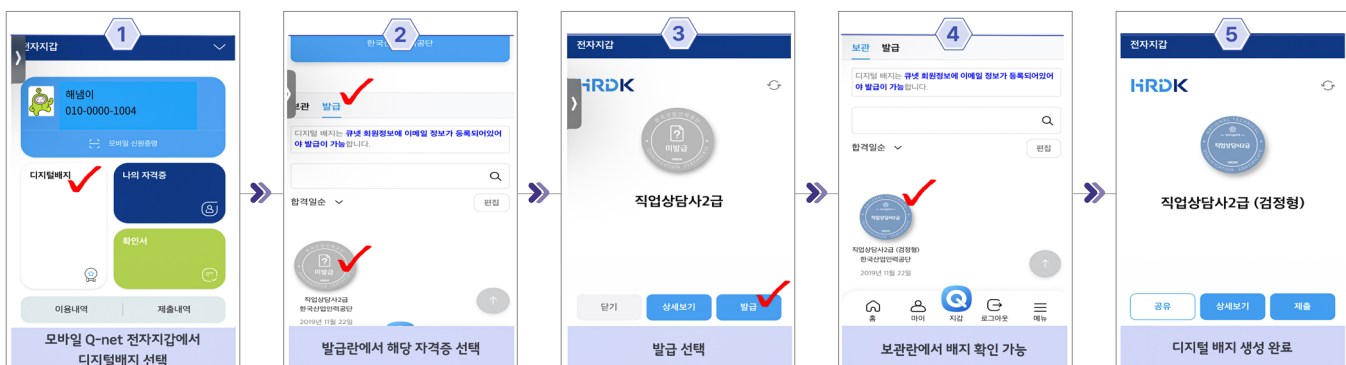 1
전자지갑
해냄이
010-0000-1004
모바일 신원증명
디지털배지
나의 자격증
확인서
이용내역
제출내역
모바일 Q-net 전자지갑에서
디지털배지 선택
2
보관 발급
디지털 배지는 큐넷 회원정보에 이메일 정보가 등록되어있어
야 발급이 가능합니다.
합격일순
편집
미발급
직업상담사2급
한국산업인력공단
2019년 11월 22일
발급란에서 해당 자격증 선택
3
전자지갑
HRDK
미발급
직업상담사2급
닫기
상세보기
발급
발급 선택
4
보관 발급
디지털 배지는 큐넷 회원정보에 이메일 정보가 등록되어있어
야 발급이 가능합니다.
합격일순
편집
직업상담사2급
직업상담사2급 (검정형)
한국산업인력공단
2019년 11월 22일
홈
마이
지갑
로그아웃
메뉴
보관란에서 배지 확인 가능
5
전자지갑
HRDK
직업상담사2급
직업상담사2급 (검정형)
공유
상세보기
제출
디지털 배지 생성 완료